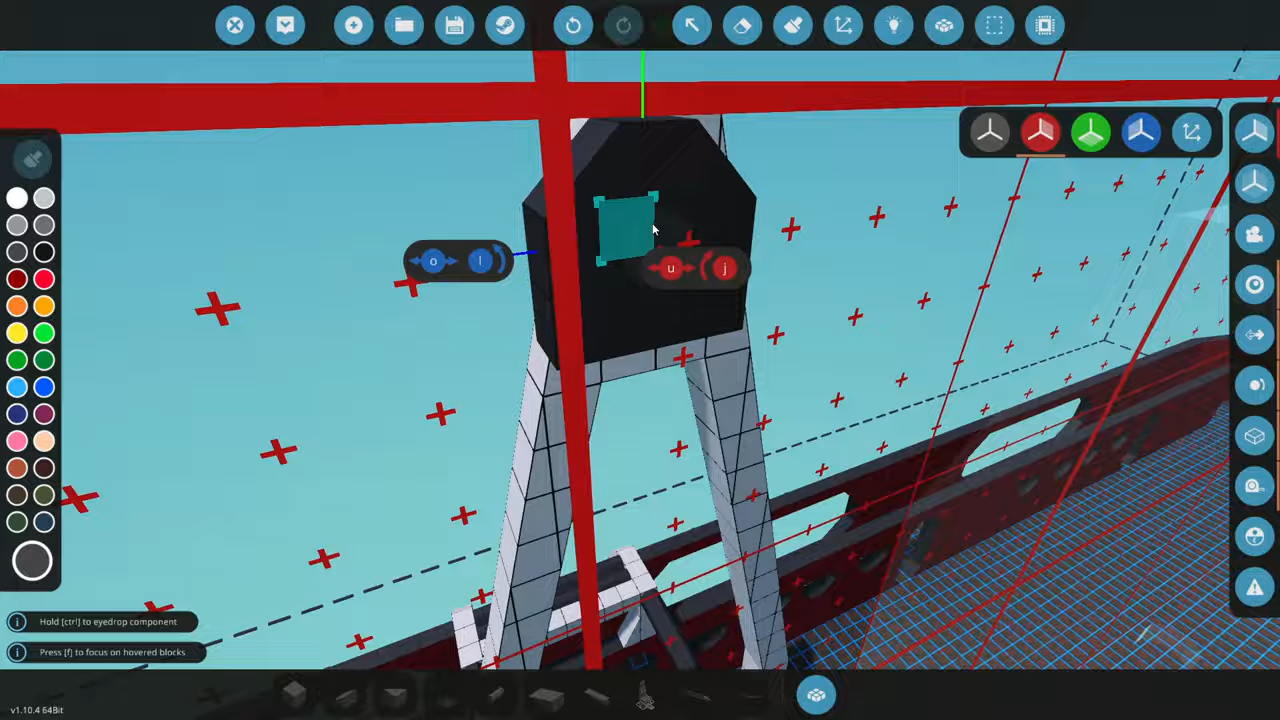 o l
u j
Hold [ctrl] to eyedrop component
Press [f] to focus on hovered blocks
v1.10.4 64Bit